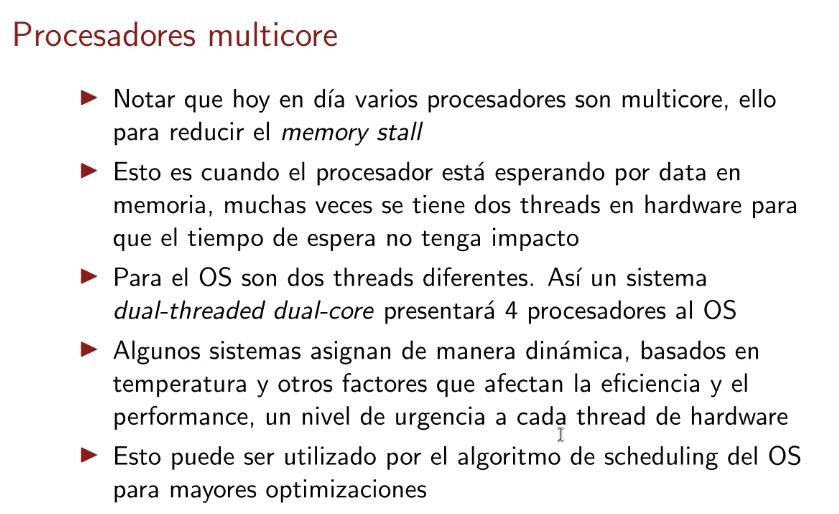 Procesadores multicore
Notar que hoy en día varios procesadores son multicore, ello
para reducir el memory stall
Esto es cuando el procesador está esperando por data en
memoria, muchas veces se tiene dos threads en hardware para
que el tiempo de espera no tenga impacto
Para el OS son dos threads diferentes. Así un sistema
dual-threaded dual-core presentará 4 procesadores al OS
Algunos sistemas asignan de manera dinámica, basados en
temperatura y otros factores que afectan la eficiencia y el
performance, un nivel de urgencia a cada thread de hardware
Esto puede ser utilizado por el algoritmo de scheduling del OS
para mayores optimizaciones